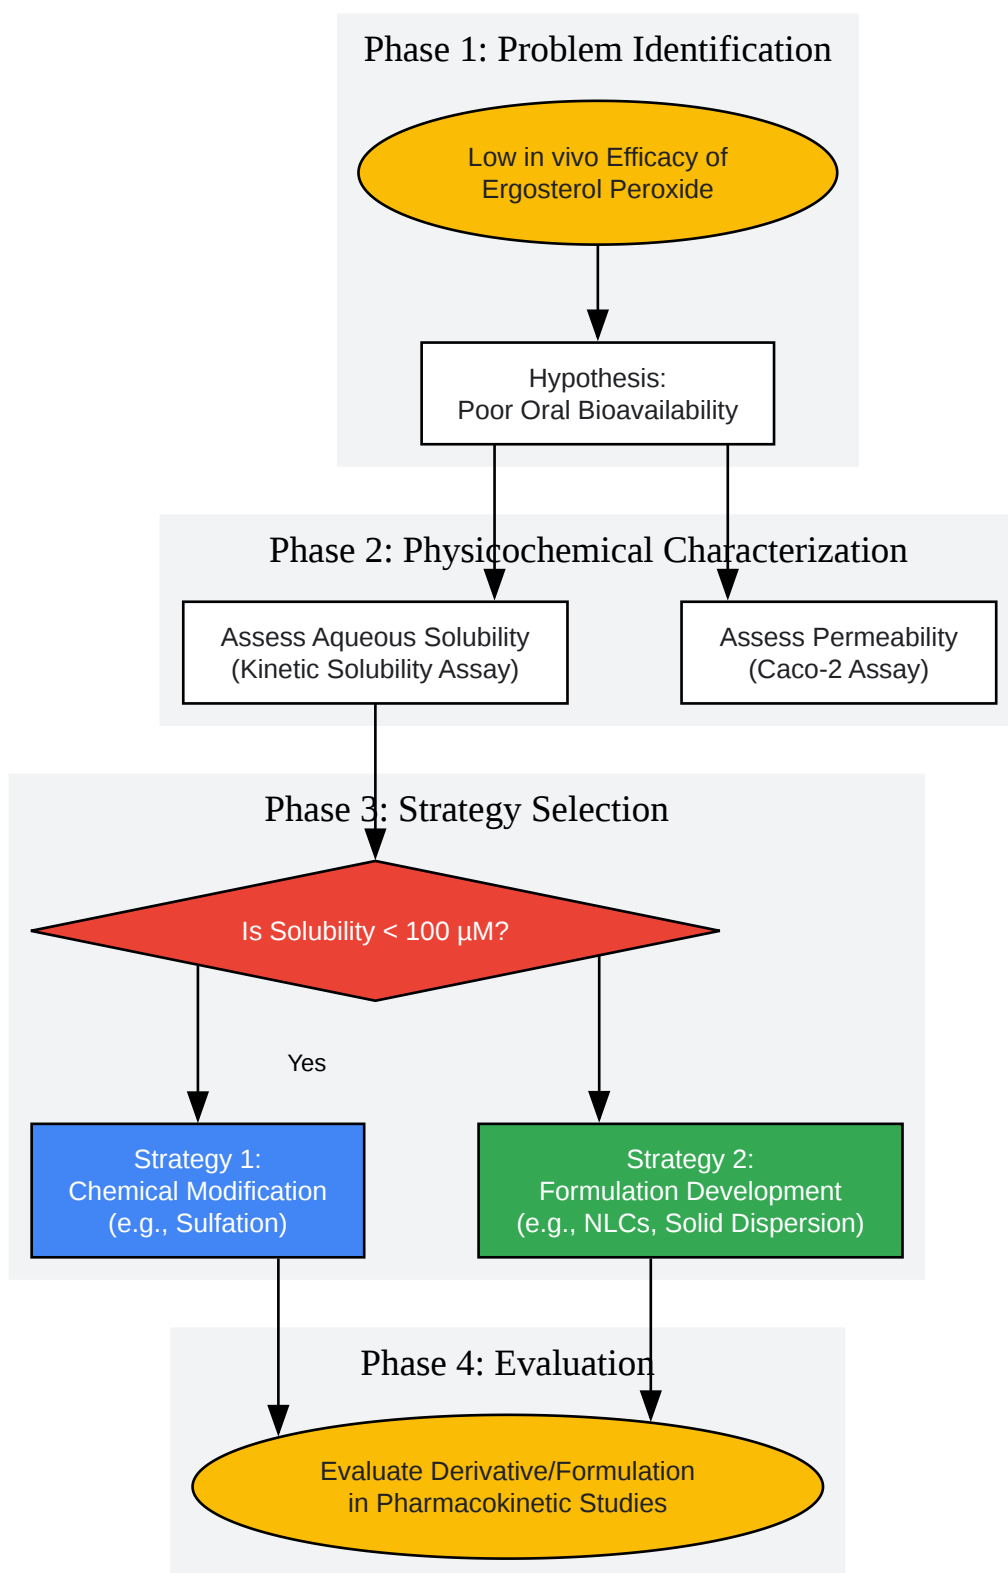 Phase 1: Problem Identification
Low in vivo Efficacy of
Ergosterol Peroxide
Hypothesis:
Poor Oral Bioavailability
Phase 2: Physicochemical Characterization
Assess Aqueous Solubility
(Kinetic Solubility Assay)
Assess Permeability
(Caco-2 Assay)
Phase 3: Strategy Selection
Is Solubility < 100 µM?
Yes
Strategy 1:
Chemical Modification
(e.g., Sulfation)
Strategy 2:
Formulation Development
(e.g., NLCs, Solid Dispersion)
Phase 4: Evaluation
Evaluate Derivative/Formulation
in Pharmacokinetic Studies